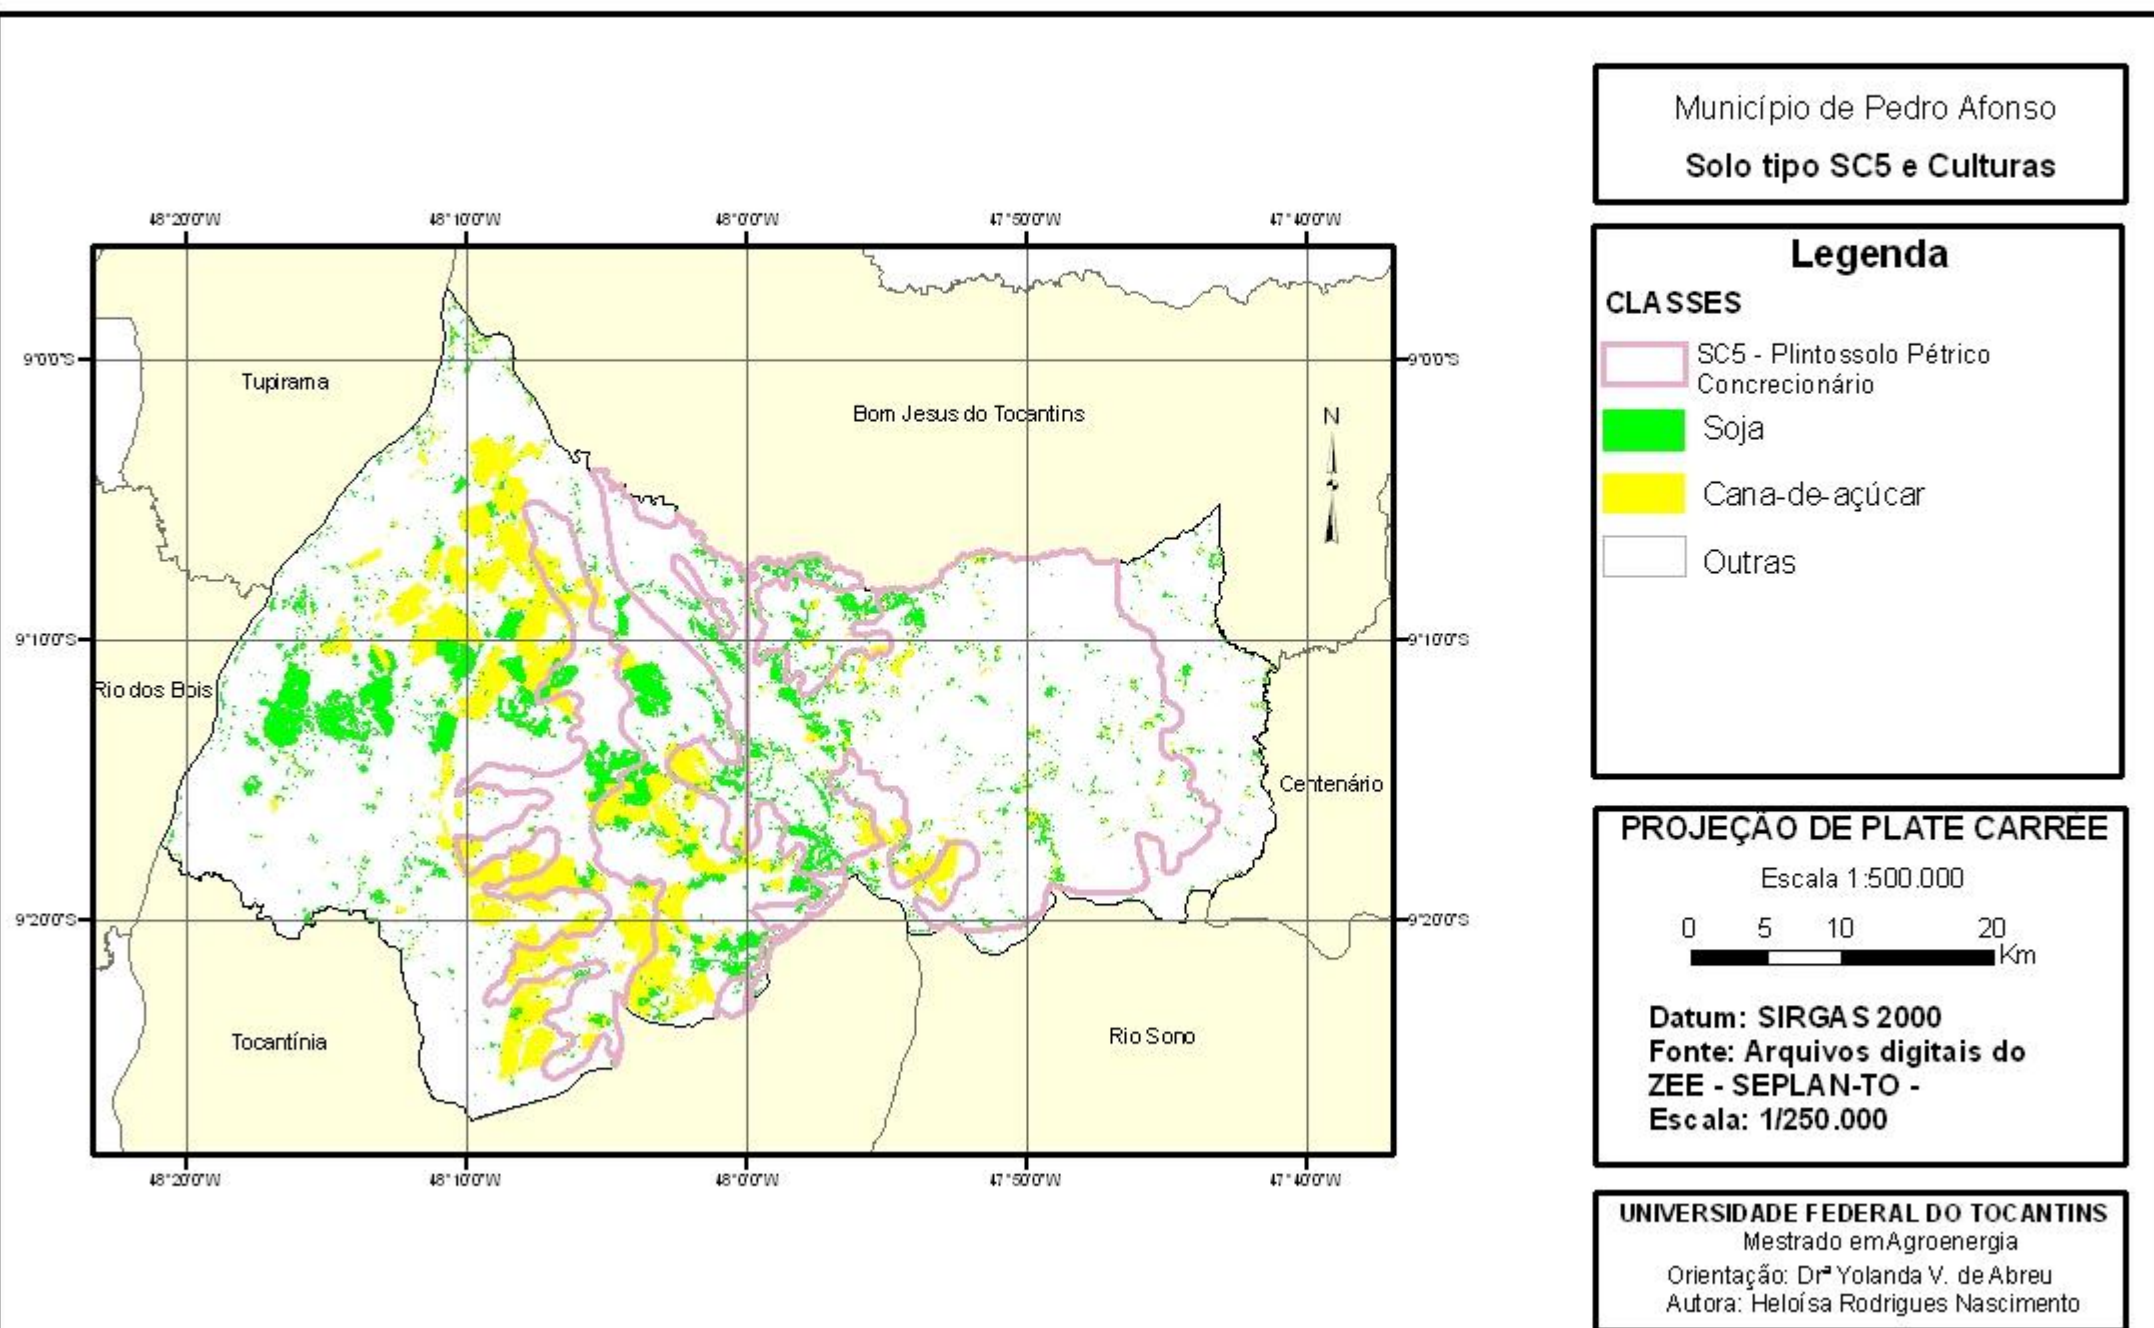 Município de Pedro Afonso
Solo tipo SC5 e Culturas
Legenda
CLASSES
SC5 - Plintossolo Pétrico
Concrecionário
Soja
Cana-de-açúcar
Outras
48°20'0"W 48°10'0"W 48°0'0"W 47°50'0"W 47°40'0"W
9°0'0"S 9°0'0"S
Tupirama
Bom Jesus do Tocantins
N
9°10'0"S 9°10'0"S
Rio dos Bois
Centenário
9°20'0"S 9°20'0"S
Tocantínia
Rio Sono
48°20'0"W 48°10'0"W 48°0'0"W 47°50'0"W 47°40'0"W
PROJEÇÃO DE PLATE CARRÉE
Escala 1:500.000
0 5 10 20
Km
Datum: SIRGAS 2000
Fonte: Arquivos digitais do
ZEE - SEPLAN-TO -
Escala: 1/250.000
UNIVERSIDADE FEDERAL DO TOCANTINS
Mestrado em Agroenergia
Orientação: Drª Yolanda V. de Abreu
Autora: Heloísa Rodrigues Nascimento